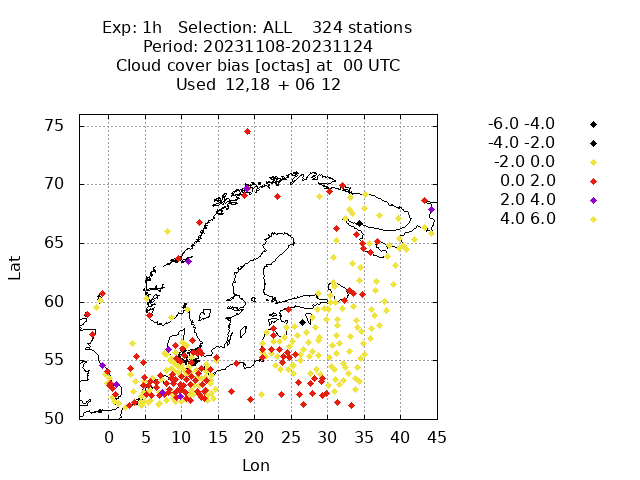 Exp: 1h   Selection: ALL    324 stations
Period: 20231108-20231124
Cloud cover bias [octas] at  00 UTC
Used  12,18 + 06 12
-6.0 -4.0
-4.0 -2.0
-2.0 0.0
0.0 2.0
2.0 4.0
4.0 6.0
75
70
65
60
55
50
Lat
0 5 10 15 20 25 30 35 40 45
Lon